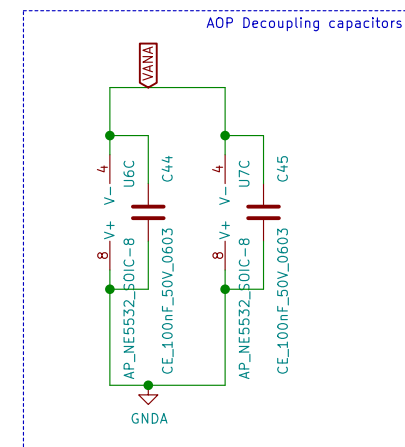 AOP Decoupling capacitors
VANA
4
U6C
C44
V-
V+
8
AP_NE5532_SOIC-8
CE_100nF_50V_0603
4
U7C
C45
V-
V+
8
AP_NE5532_SOIC-8
CE_100nF_50V_0603
GNDA